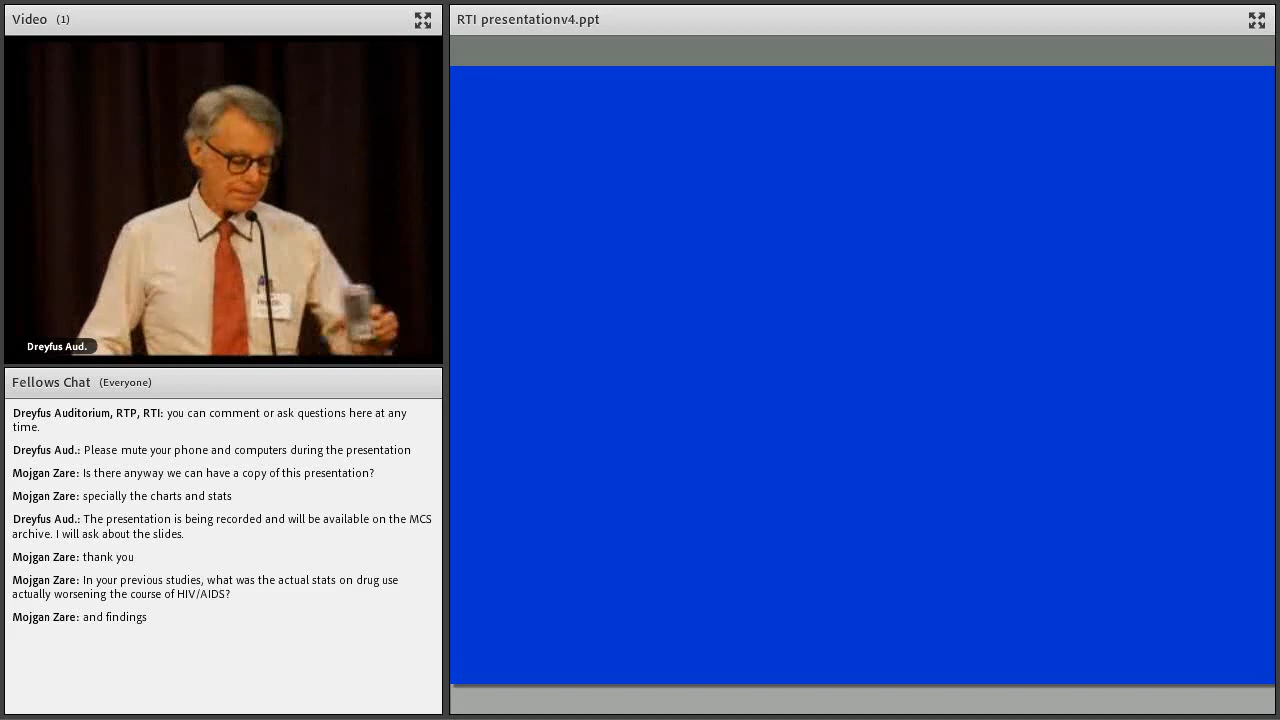 Video (1)
RTI presentationv4.ppt
Dreyfus Aud.
Fellows Chat (Everyone)
Dreyfus Auditorium, RTP, RTI: you can comment or ask questions here at any
time.
Dreyfus Aud.: Please mute your phone and computers during the presentation
Mojgan Zare: Is there anyway we can have a copy of this presentation?
Mojgan Zare: specially the charts and stats
Dreyfus Aud.: The presentation is being recorded and will be available on the MCS
archive. I will ask about the slides.
Mojgan Zare: thank you
Mojgan Zare: In your previous studies, what was the actual stats on drug use
actually worsening the course of HIV/AIDS?
Mojgan Zare: and findings